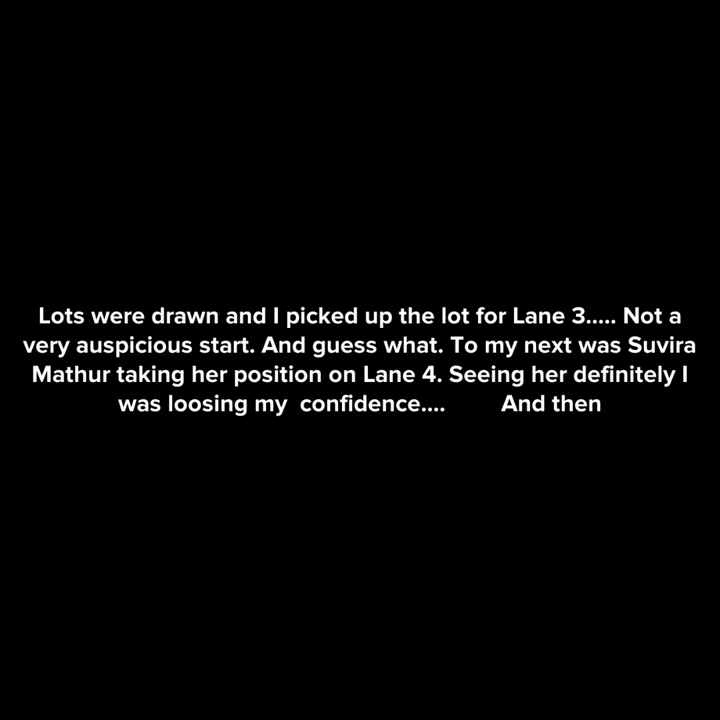 Lots were drawn and I picked up the lot for Lane 3..... Not a
very auspicious start. And guess what. To my next was Suvira
Mathur taking her position on Lane 4. Seeing her definitely I
was loosing my  confidence....        And then